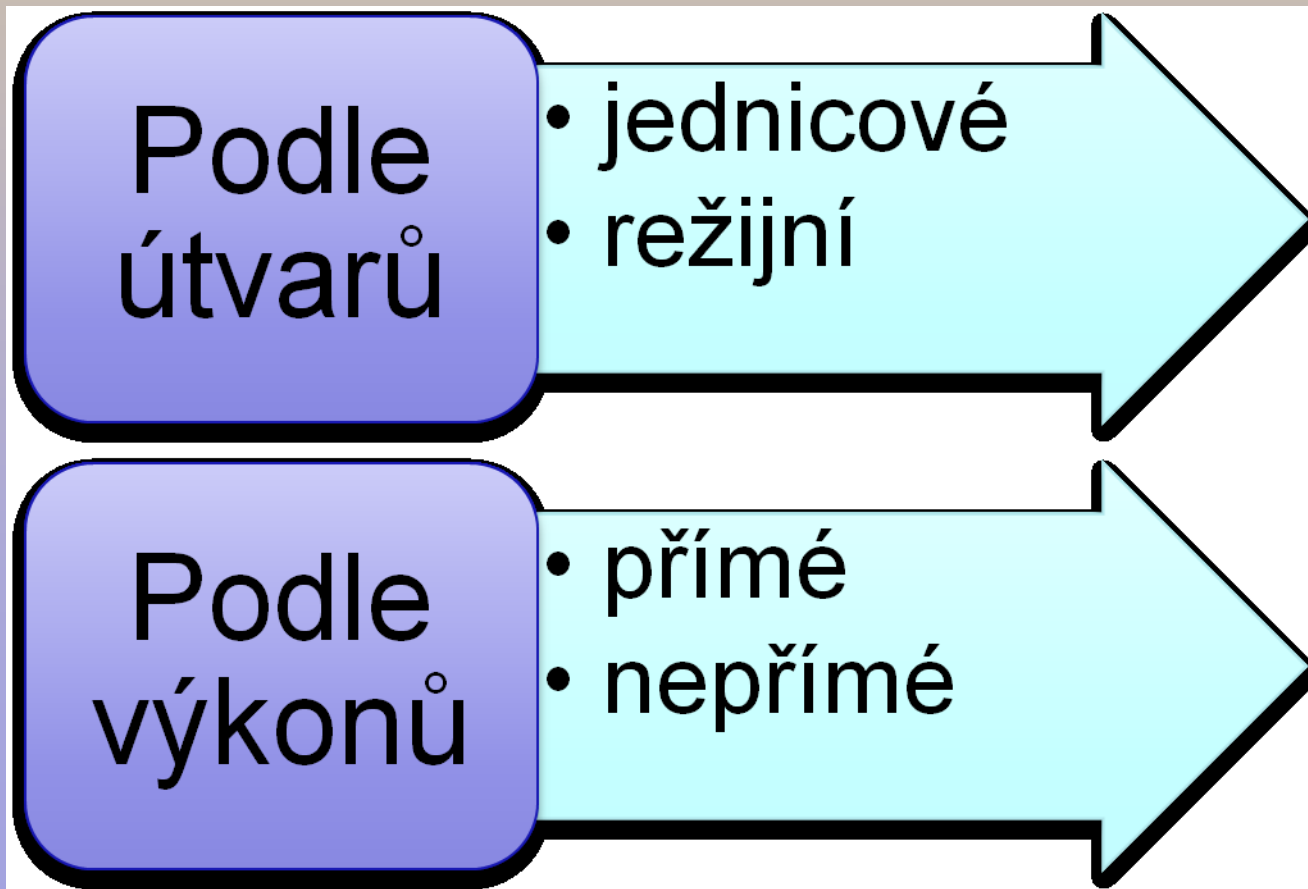 Podle
útvarů
• jednicové
• režijní
Podle
výkonů
• přímé
• nepřímé